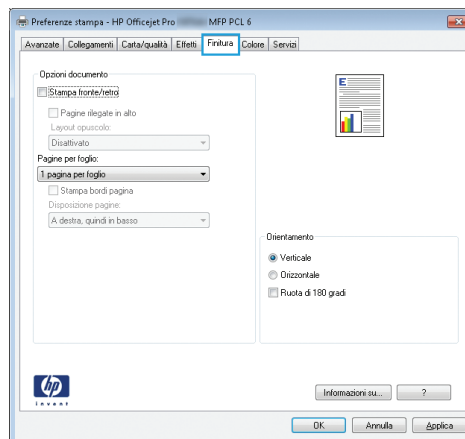 Preferenze stampa - HP Officejet Pro MFP PCL 6
Avanzate Collegamenti Carta/qualità Effetti Finitura Colore Servizi
Opzioni documento
Stampa fronte/retro
Pagine rilegate in alto
Layout opuscolo:
Disattivato
Pagine per foglio:
1 pagina per foglio
Stampa bordi pagina
Disposizione pagine:
A destra, quindi in basso
E
Orientamento
Verticale
Orizzontale
Ruota di 180 gradi
hp
invent
Informazioni su... ?
OK Annulla Applica